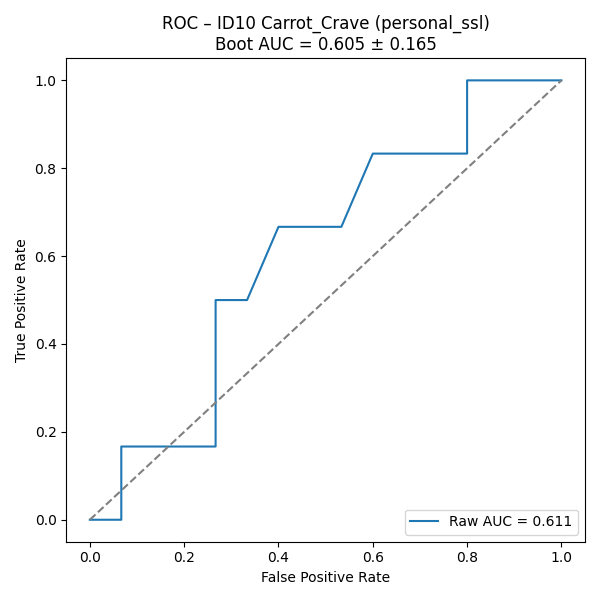 ROC – ID10 Carrot_Crave (personal_ssl)
Boot AUC = 0.605 ± 0.165
1.0
0.8
0.6
0.4
0.2
0.0
True Positive Rate
Raw AUC = 0.611
0.0 0.2 0.4 0.6 0.8 1.0
False Positive Rate